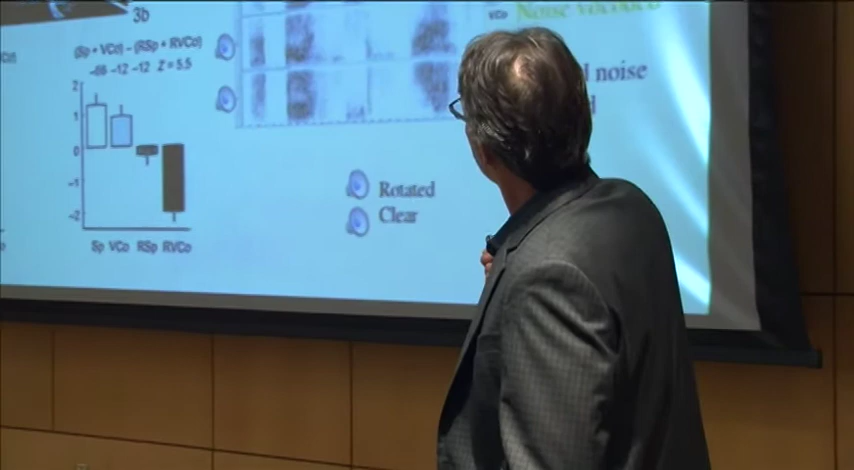 3b
(Sp + VCo) – (RSp + RVCo)
–66 –12 –12 Z = 5.5
2
1
0
–1
–2
Sp VCo RSp RVCo
VCo
Noise vocoded
noise
Rotated
Clear